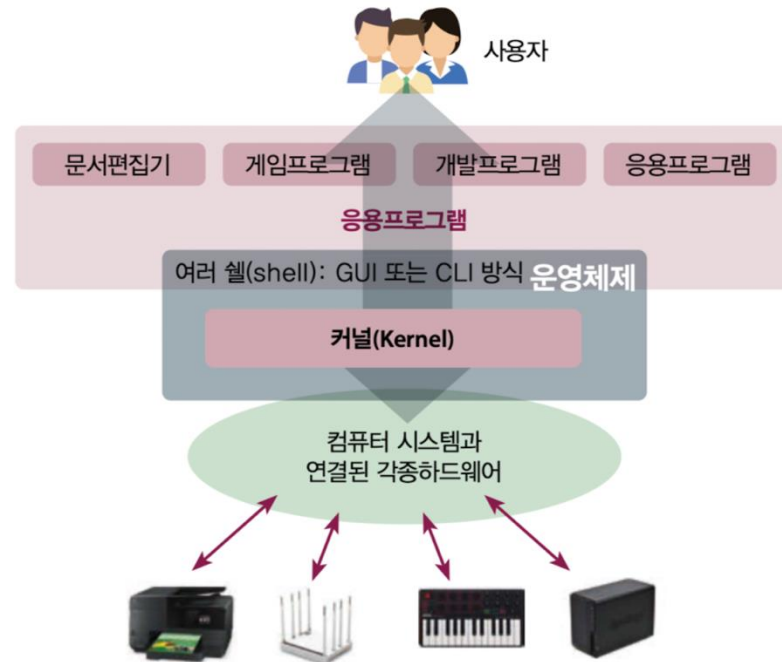 사용자
문서편집기 게임프로그램 개발프로그램 응용프로그램
응용프로그램
여러 쉘(shell): GUI 또는 CLI 방식 운영체제
커널(Kernel)
컴퓨터 시스템과
연결된 각종하드웨어